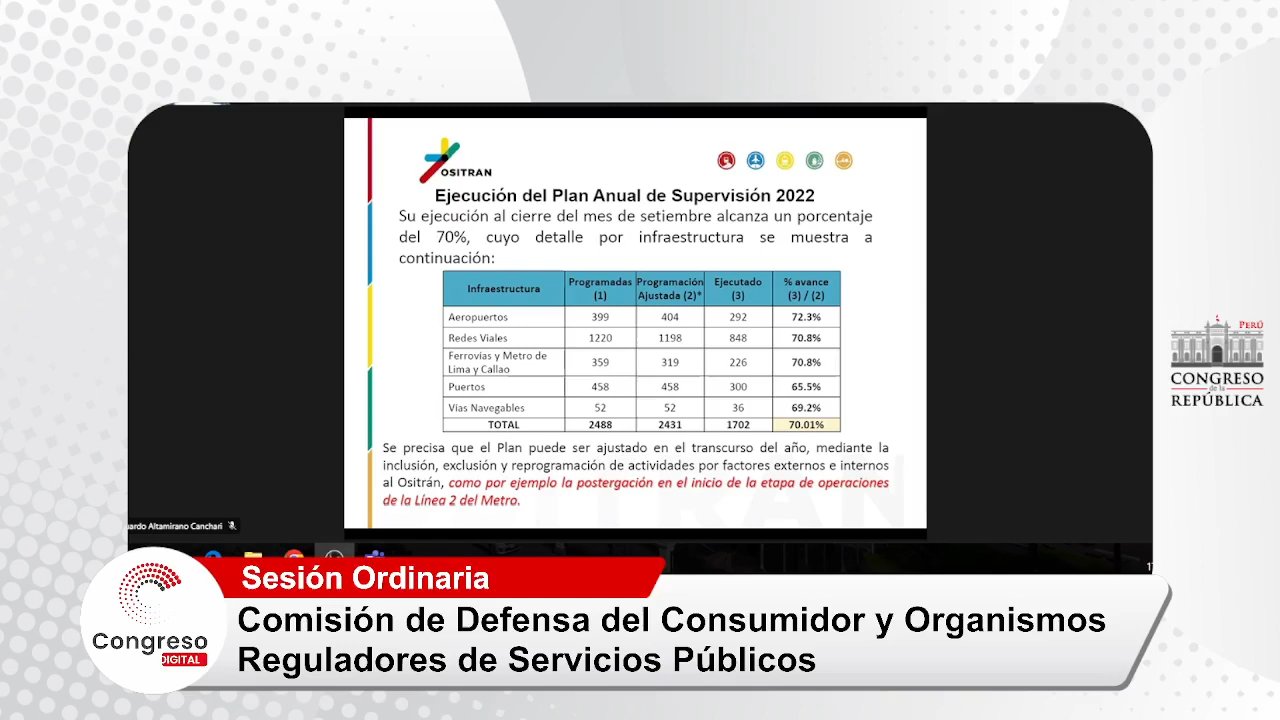 OSITRAN
Ejecución del Plan Anual de Supervisión 2022
Su ejecución al cierre del mes de setiembre alcanza un porcentaje
del 70%, cuyo detalle por infraestructura se muestra a
continuación:
Infraestructura Programadas (1) Programación Ajustada (2)* Ejecutado (3) % avance (3) / (2)
Aeropuertos 399 404 292 72.3%
Redes Viales 1220 1198 848 70.8%
Ferrovías y Metro de Lima y Callao 359 319 226 70.8%
Puertos 458 458 300 65.5%
Vías Navegables 52 52 36 69.2%
TOTAL 2488 2431 1702 70.01%
Se precisa que el Plan puede ser ajustado en el transcurso del año, mediante la
inclusión, exclusión y reprogramación de actividades por factores externos e internos
al Ositrán, como por ejemplo la postergación en el inicio de la etapa de operaciones
de la Línea 2 del Metro.
Altamirano Canchari
PERÚ
CONGRESO
de la
REPÚBLICA
Sesión Ordinaria
Comisión de Defensa del Consumidor y Organismos
Reguladores de Servicios Públicos
Congreso
DIGITAL